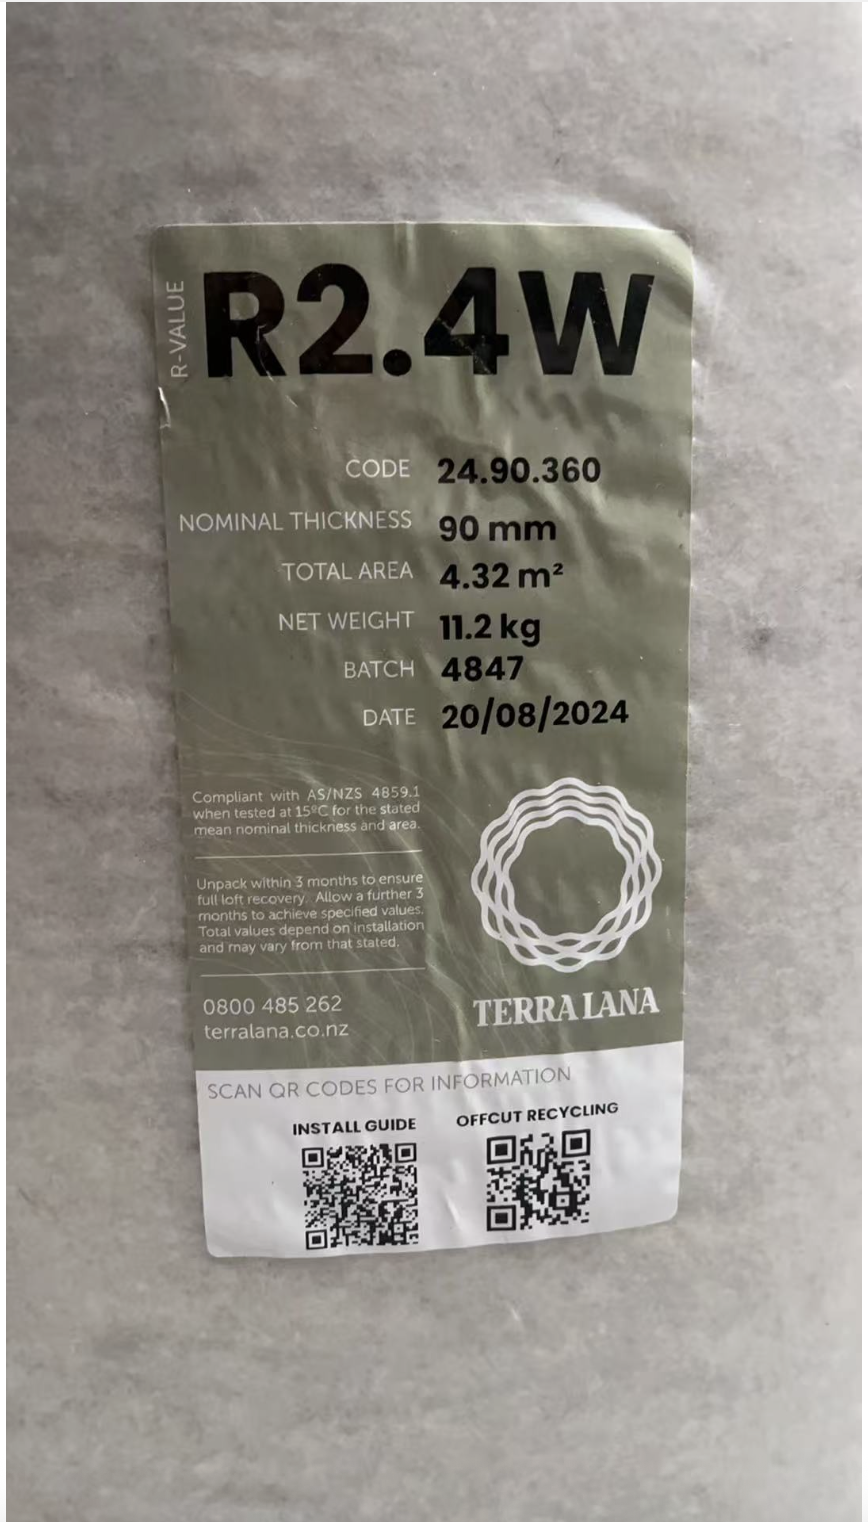 R-VALUE
R2.4W
CODE 24.90.360
NOMINAL THICKNESS 90 mm
TOTAL AREA 4.32 m²
NET WEIGHT 11.2 kg
BATCH 4847
DATE 20/08/2024
Compliant with AS/NZS 4859.1
when tested at 15ºC for the stated
mean nominal thickness and area.
Unpack within 3 months to ensure
full loft recovery. Allow a further 3
months to achieve specified values.
Total values depend on installation
and may vary from that stated.
0800 485 262
terralana.co.nz
TERRA LANA
SCAN QR CODES FOR INFORMATION
INSTALL GUIDE
OFFCUT RECYCLING